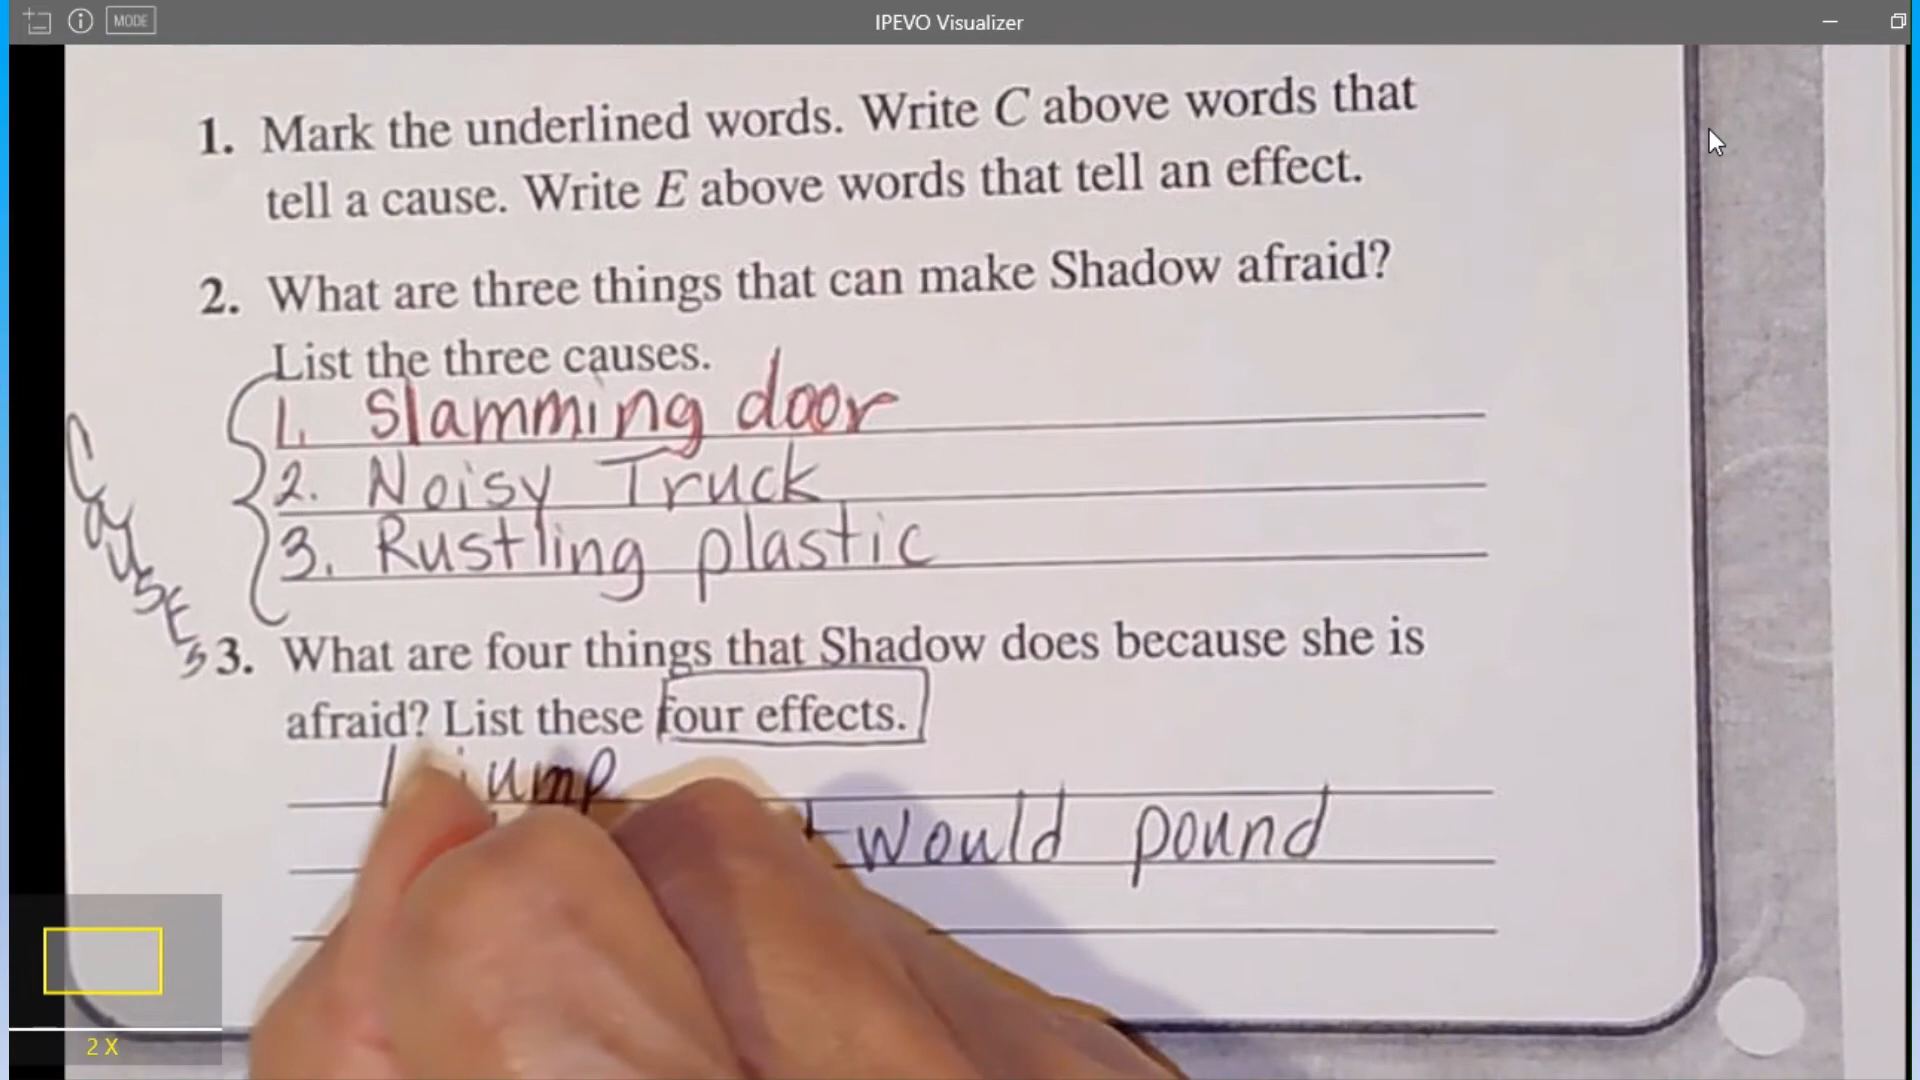 MODE
IPEVO Visualizer
1. Mark the underlined words. Write C above words that
tell a cause. Write E above words that tell an effect.
2. What are three things that can make Shadow afraid?
List the three causes.
1. Slamming door
2. Noisy Truck
3. Rustling plastic
CausEs
3. What are four things that Shadow does because she is
afraid? List these four effects.
jump
would pound
2 X